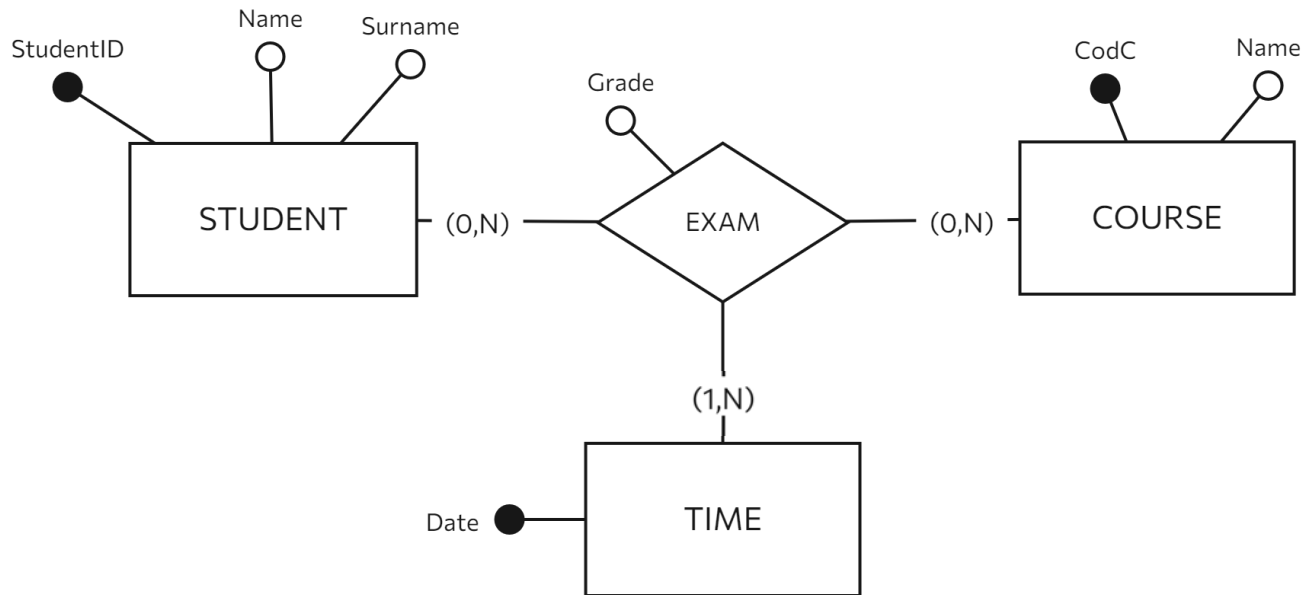 StudentID
Name
Surname
Grade
CodC
Name
STUDENT
(0,N)
EXAM
(0,N)
COURSE
(1,N)
Date
TIME